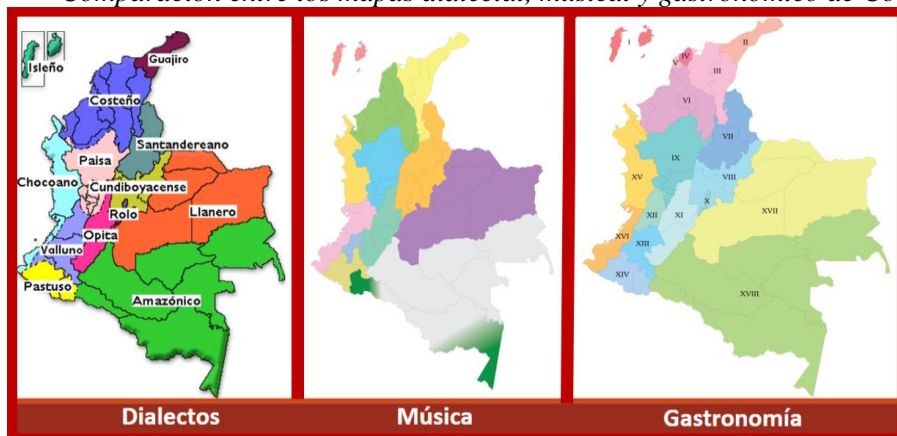 Comparación entre los mapas dialectal, musical y gastronómico de Co
Isleño
Guajiro
Costeño
Santandereano
Paisa
Chocoano
Cundiboyacense
Rolo
Llanero
Opita
Valluno
Pastuso
Amazónico
I
II
III
IV
V
VI
VII
VIII
IX
X
XI
XII
XIII
XIV
XV
XVI
XVII
XVIII
Dialectos
Música
Gastronomía